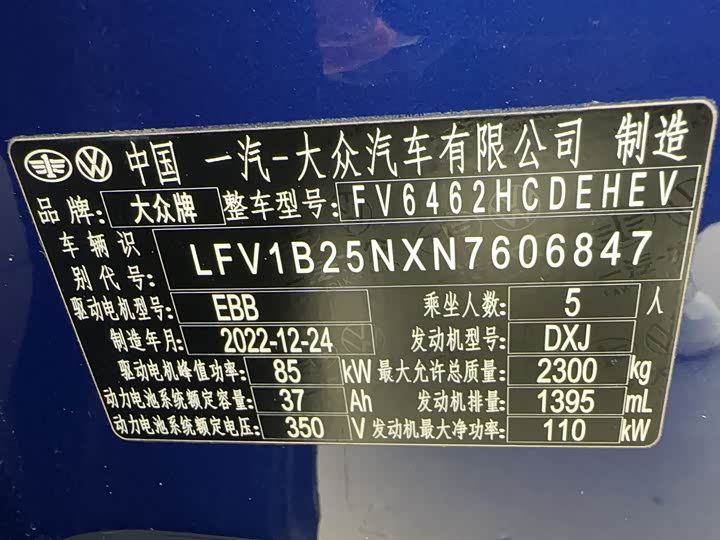 中国 一汽-大众汽车有限公司 制造
品牌: 大众牌 整车型号: FV6462HCDEHEV
车辆识别代号: LFV1B25NXN7606847
驱动电机型号: EBB 乘坐人数: 5 人
制造年月: 2022-12-24 发动机型号: DXJ
驱动电机峰值功率: 85 kW 最大允许总质量: 2300 kg
动力电池系统额定容量: 37 Ah 发动机排量: 1395 mL
动力电池系统额定电压: 350 V 发动机最大净功率: 110 kW